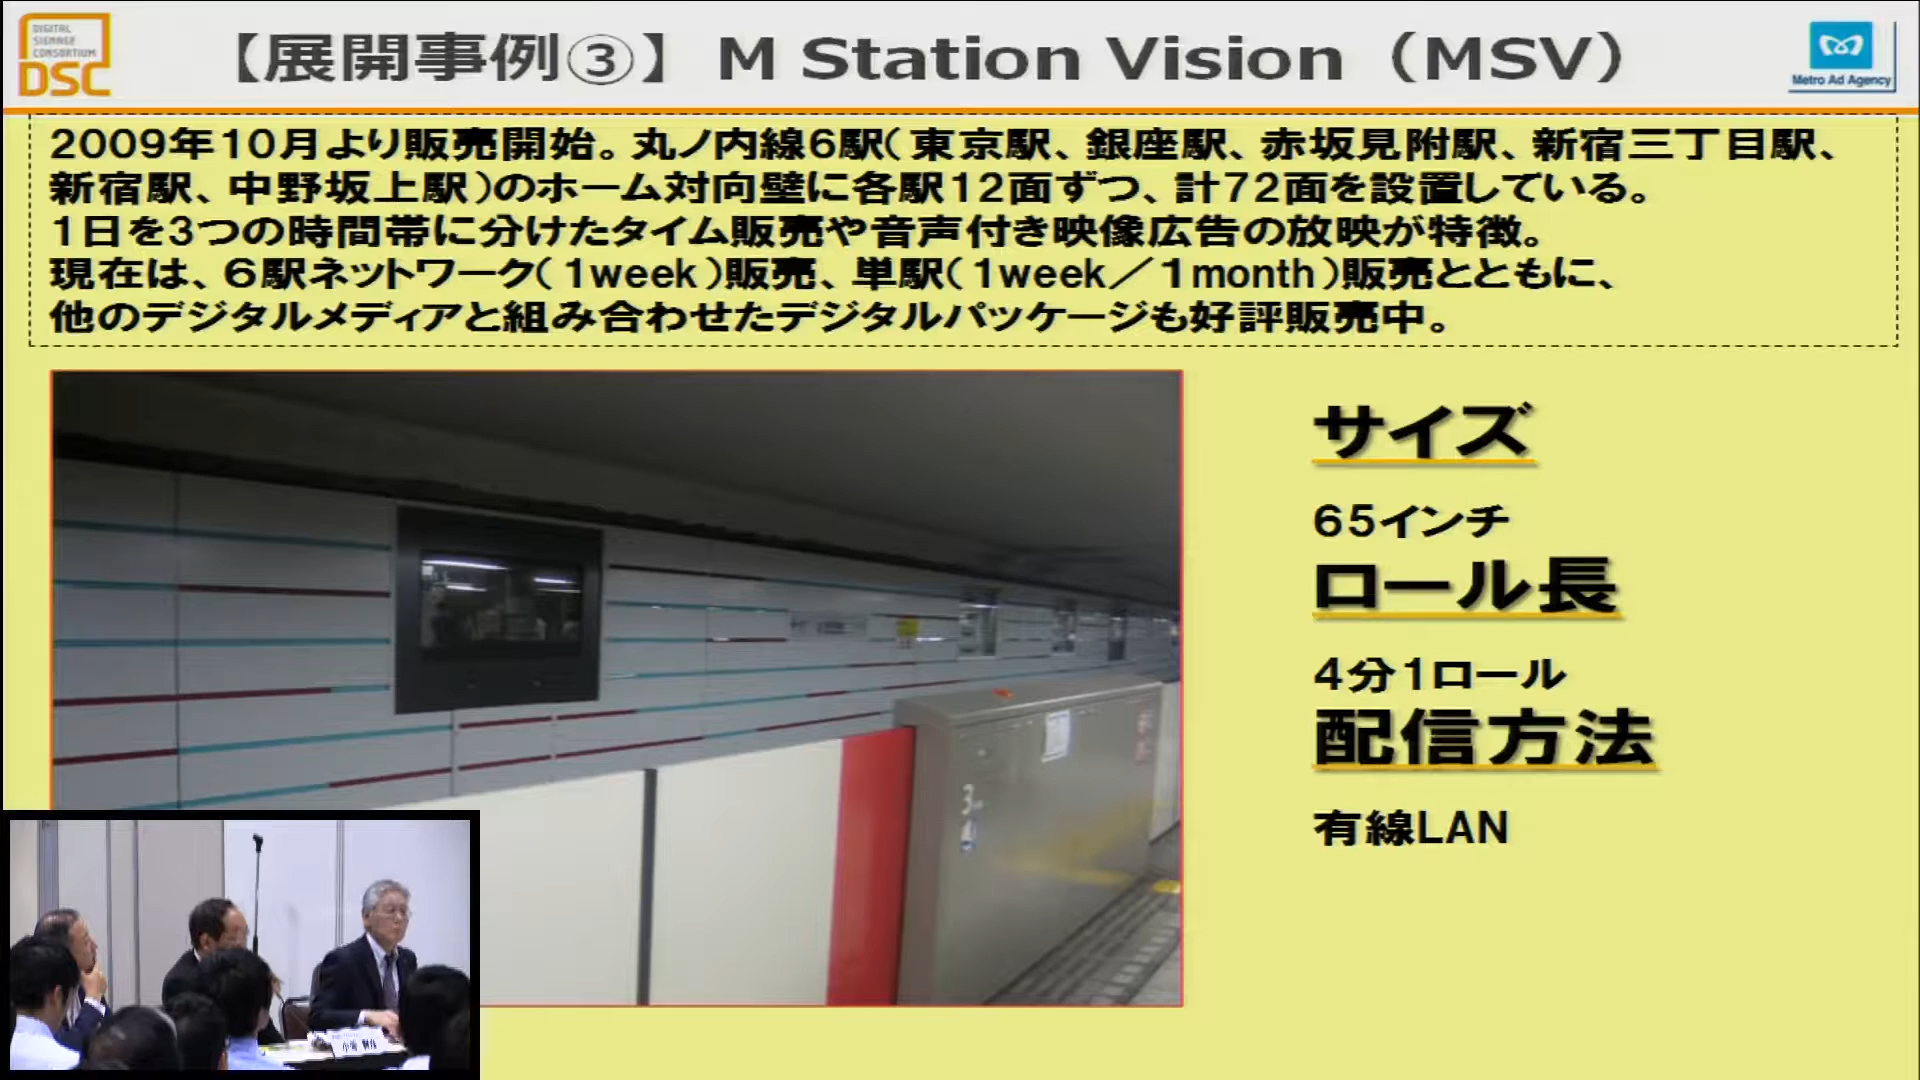 DIGITAL
SIGNAGE
CONSORTIUM
DSC
【展開事例③】 M Station Vision（MSV）
Metro Ad Agency
2009年10月より販売開始。丸ノ内線6駅（東京駅、銀座駅、赤坂見附駅、新宿三丁目駅、
新宿駅、中野坂上駅）のホーム対向壁に各駅12面ずつ、計72面を設置している。
1日を3つの時間帯に分けたタイム販売や音声付き映像広告の放映が特徴。
現在は、6駅ネットワーク（1week）販売、単駅（1week／1month）販売とともに、
他のデジタルメディアと組み合わせたデジタルパッケージも好評販売中。
サイズ
65インチ
ロール長
4分1ロール
配信方法
有線LAN